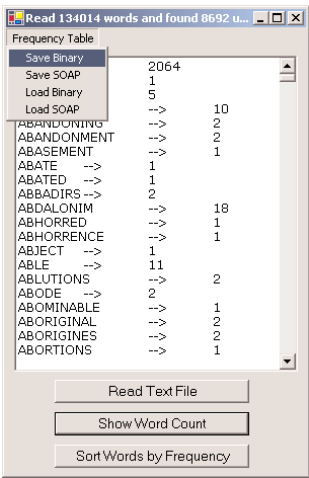 Read 134014 words and found 8692 u...
Frequency Table
Save Binary 2064
Save SOAP 1
Load Binary 5
Load SOAP --> 10
ABANDONING --> 2
ABANDONMENT --> 2
ABASEMENT --> 1
ABATE --> 1
ABATED --> 1
ABBADIRS --> 2
ABDALONIM --> 18
ABHORRED --> 1
ABHORRENCE --> 1
ABJECT --> 1
ABLE --> 11
ABLUTIONS --> 2
ABODE --> 2
ABOMINABLE --> 1
ABORIGINAL --> 2
ABORIGINES --> 2
ABORTIONS --> 1
Read Text File
Show Word Count
Sort Words by Frequency